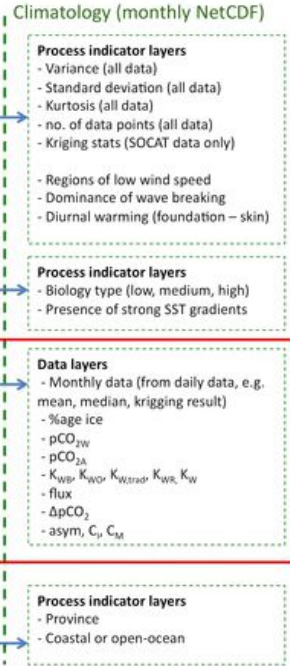 Climatology (monthly NetCDF)
Process indicator layers
- Variance (all data)
- Standard deviation (all data)
- Kurtosis (all data)
- no. of data points (all data)
- Kriging stats (SOCAT data only)
- Regions of low wind speed
- Dominance of wave breaking
- Diurnal warming (foundation – skin)
Process indicator layers
- Biology type (low, medium, high)
- Presence of strong SST gradients
Data layers
- Monthly data (from daily data, e.g.
mean, median, krigging result)
- %age ice
- pCO2W
- pCO2A
- KWB, KWO, KW,trad, KWR, KW
- flux
- ΔpCO2
- asym, CI, CM
Process indicator layers
- Province
- Coastal or open-ocean